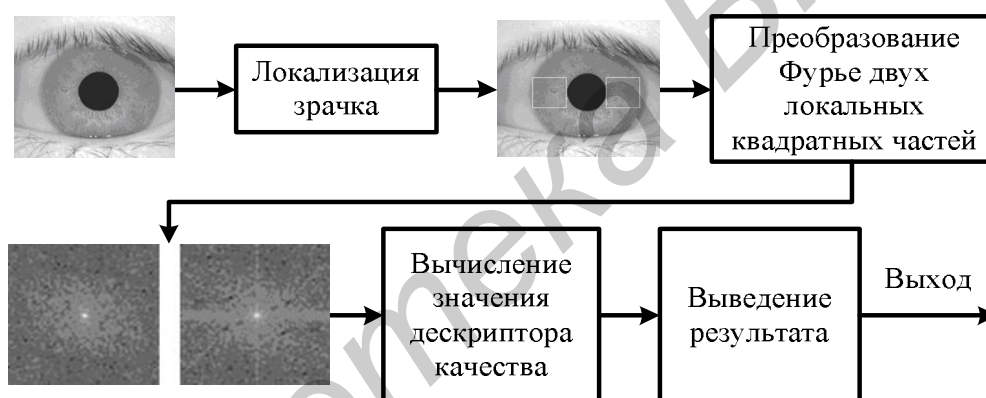 Локализация
зрачка
Преобразование
Фурье двух
локальных
квадратных частей
Вычисление
значения
дескриптора
качества
Выведение
результата
Выход